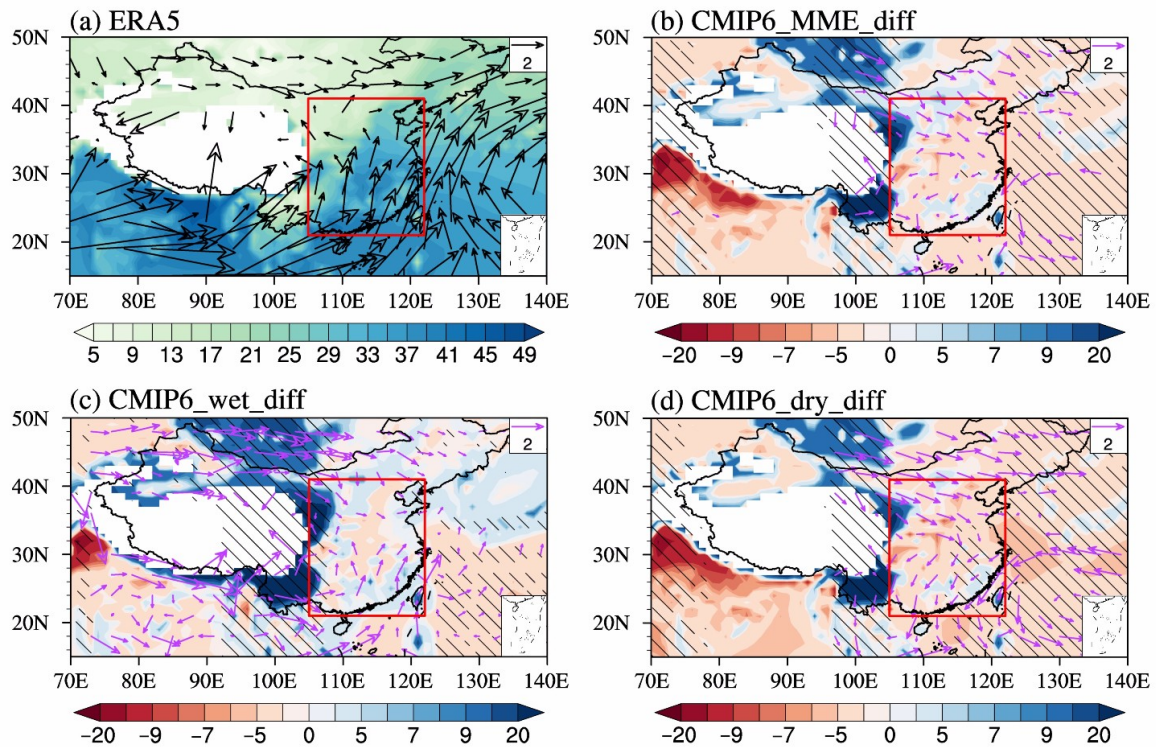 (a) ERA5
50N
40N
30N
20N
2
70E 80E 90E 100E 110E 120E 130E 140E
5 9 13 17 21 25 29 33 37 41 45 49
(b) CMIP6_MME_diff
50N
40N
30N
20N
2
70E 80E 90E 100E 110E 120E 130E 140E
−20 −9 −7 −5 0 5 7 9 20
(c) CMIP6_wet_diff
50N
40N
30N
20N
2
70E 80E 90E 100E 110E 120E 130E 140E
−20 −9 −7 −5 0 5 7 9 20
(d) CMIP6_dry_diff
50N
40N
30N
20N
2
70E 80E 90E 100E 110E 120E 130E 140E
−20 −9 −7 −5 0 5 7 9 20